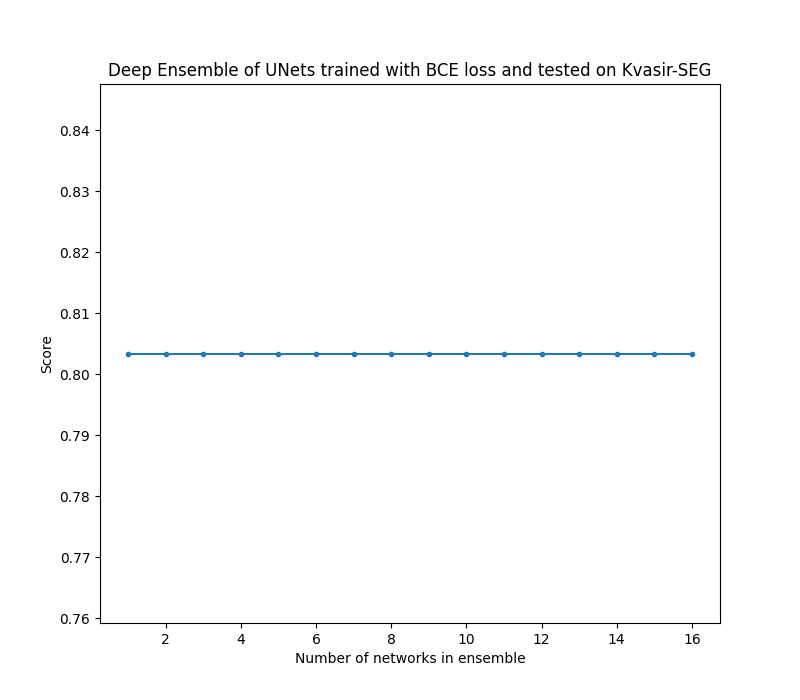 Deep Ensemble of UNets trained with BCE loss and tested on Kvasir-SEG
0.84
0.83
0.82
0.81
0.80
0.79
0.78
0.77
0.76
Score
2 4 6 8 10 12 14 16
Number of networks in ensemble